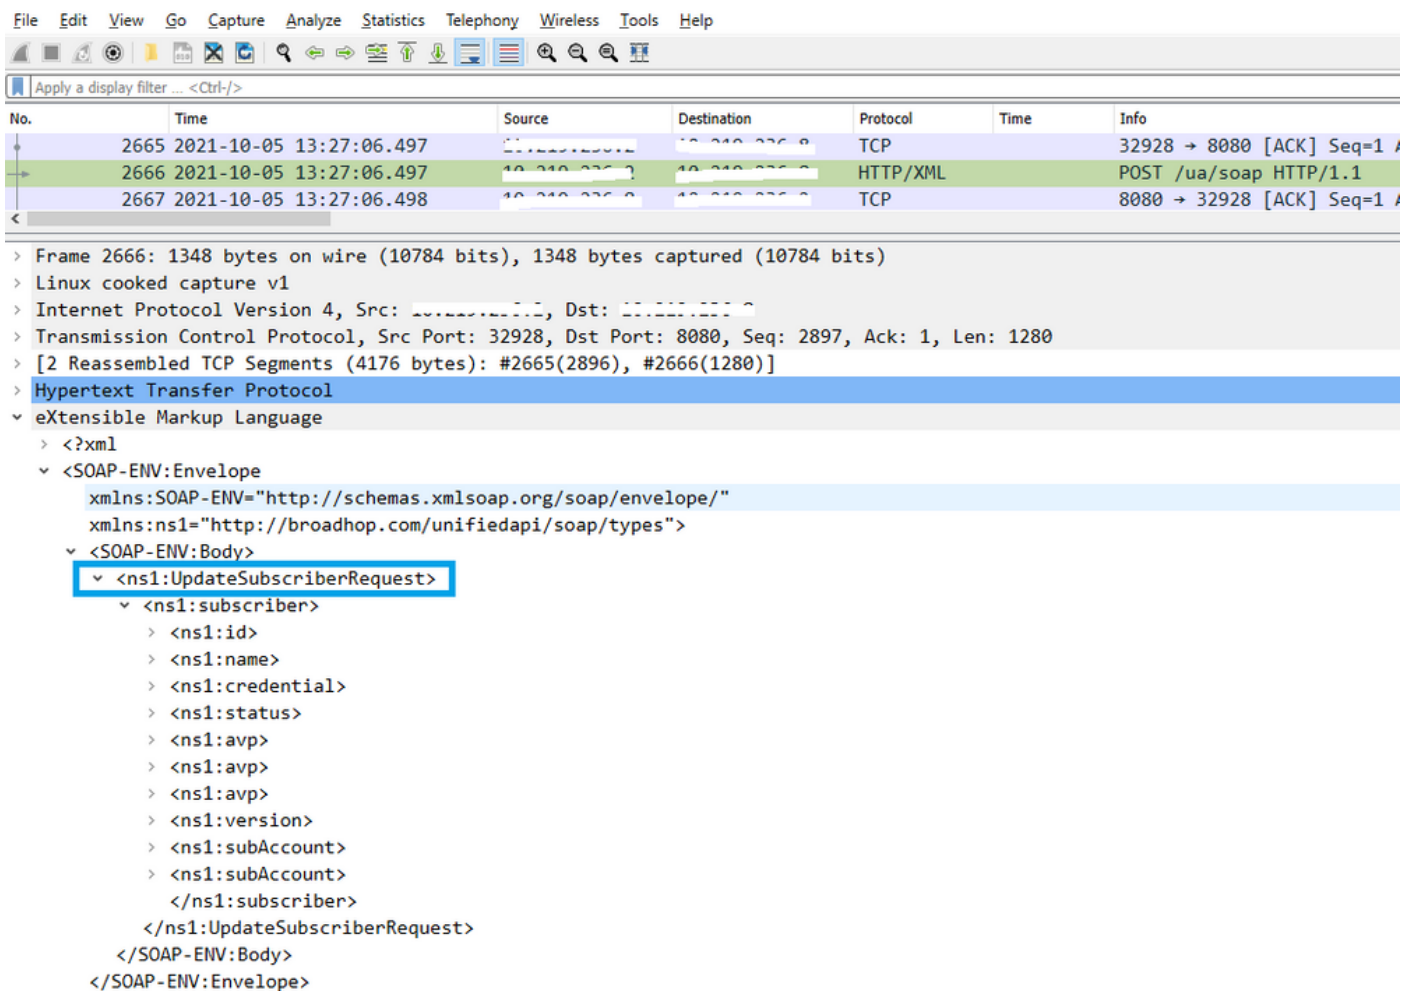 File Edit View Go Capture Analyze Statistics Telephony Wireless Tools Help
Apply a display filter ... <Ctrl-/>
No. Time Source Destination Protocol Time Info
2665 2021-10-05 13:27:06.497 TCP 32928 → 8080 [ACK] Seq=1
2666 2021-10-05 13:27:06.497 HTTP/XML POST /ua/soap HTTP/1.1
2667 2021-10-05 13:27:06.498 TCP 8080 → 32928 [ACK] Seq=1
Frame 2666: 1348 bytes on wire (10784 bits), 1348 bytes captured (10784 bits)
Linux cooked capture v1
Internet Protocol Version 4, Src: , Dst:
Transmission Control Protocol, Src Port: 32928, Dst Port: 8080, Seq: 2897, Ack: 1, Len: 1280
[2 Reassembled TCP Segments (4176 bytes): #2665(2896), #2666(1280)]
Hypertext Transfer Protocol
eXtensible Markup Language
<?xml
<SOAP-ENV:Envelope
xmlns:SOAP-ENV="http://schemas.xmlsoap.org/soap/envelope/"
xmlns:ns1="http://broadhop.com/unifiedapi/soap/types">
<SOAP-ENV:Body>
<ns1:UpdateSubscriberRequest>
<ns1:subscriber>
<ns1:id>
<ns1:name>
<ns1:credential>
<ns1:status>
<ns1:avp>
<ns1:avp>
<ns1:avp>
<ns1:version>
<ns1:subAccount>
<ns1:subAccount>
</ns1:subscriber>
</ns1:UpdateSubscriberRequest>
</SOAP-ENV:Body>
</SOAP-ENV:Envelope>